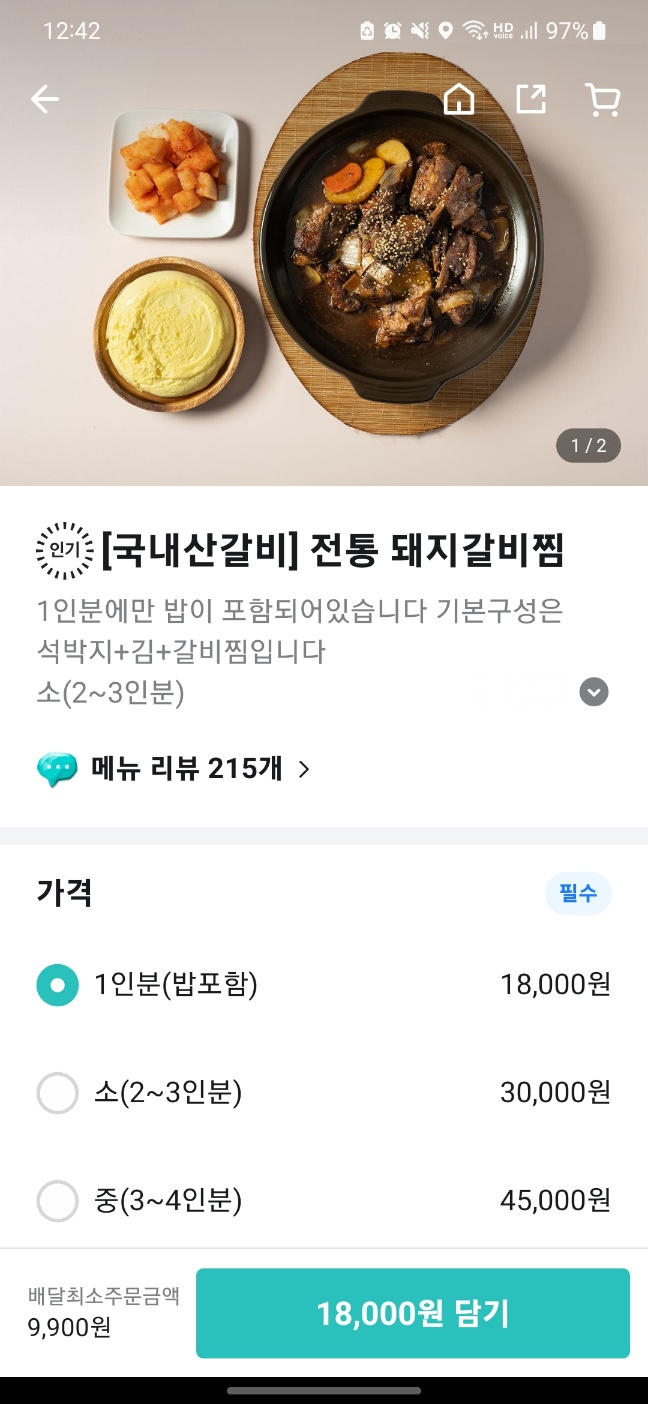 12:42
HD voice
97%
1 / 2
인기 [국내산갈비] 전통 돼지갈비찜
1인분에만 밥이 포함되어있습니다 기본구성은
석박지+김+갈비찜입니다
소(2~3인분)
메뉴 리뷰 215개
가격
필수
1인분(밥포함)
18,000원
소(2~3인분)
30,000원
중(3~4인분)
45,000원
배달최소주문금액
9,900원
18,000원 담기